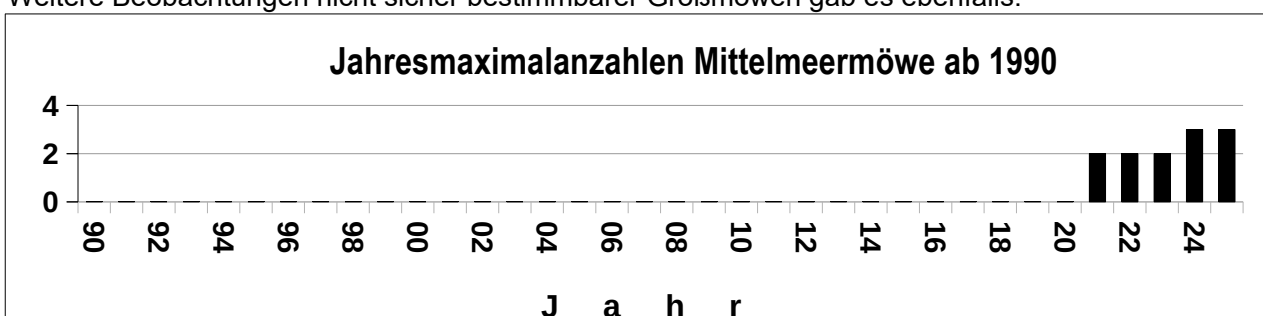 Weitere Beobachtungen nicht sicher bestimmbarer Großmöwen gab es ebenfalls.
Jahresmaximalanzahlen Mittelmeermöwe ab 1990
4
2
0
90 92 94 96 98 00 02 04 06 08 10 12 14 16 18 20 22 24
J a h r